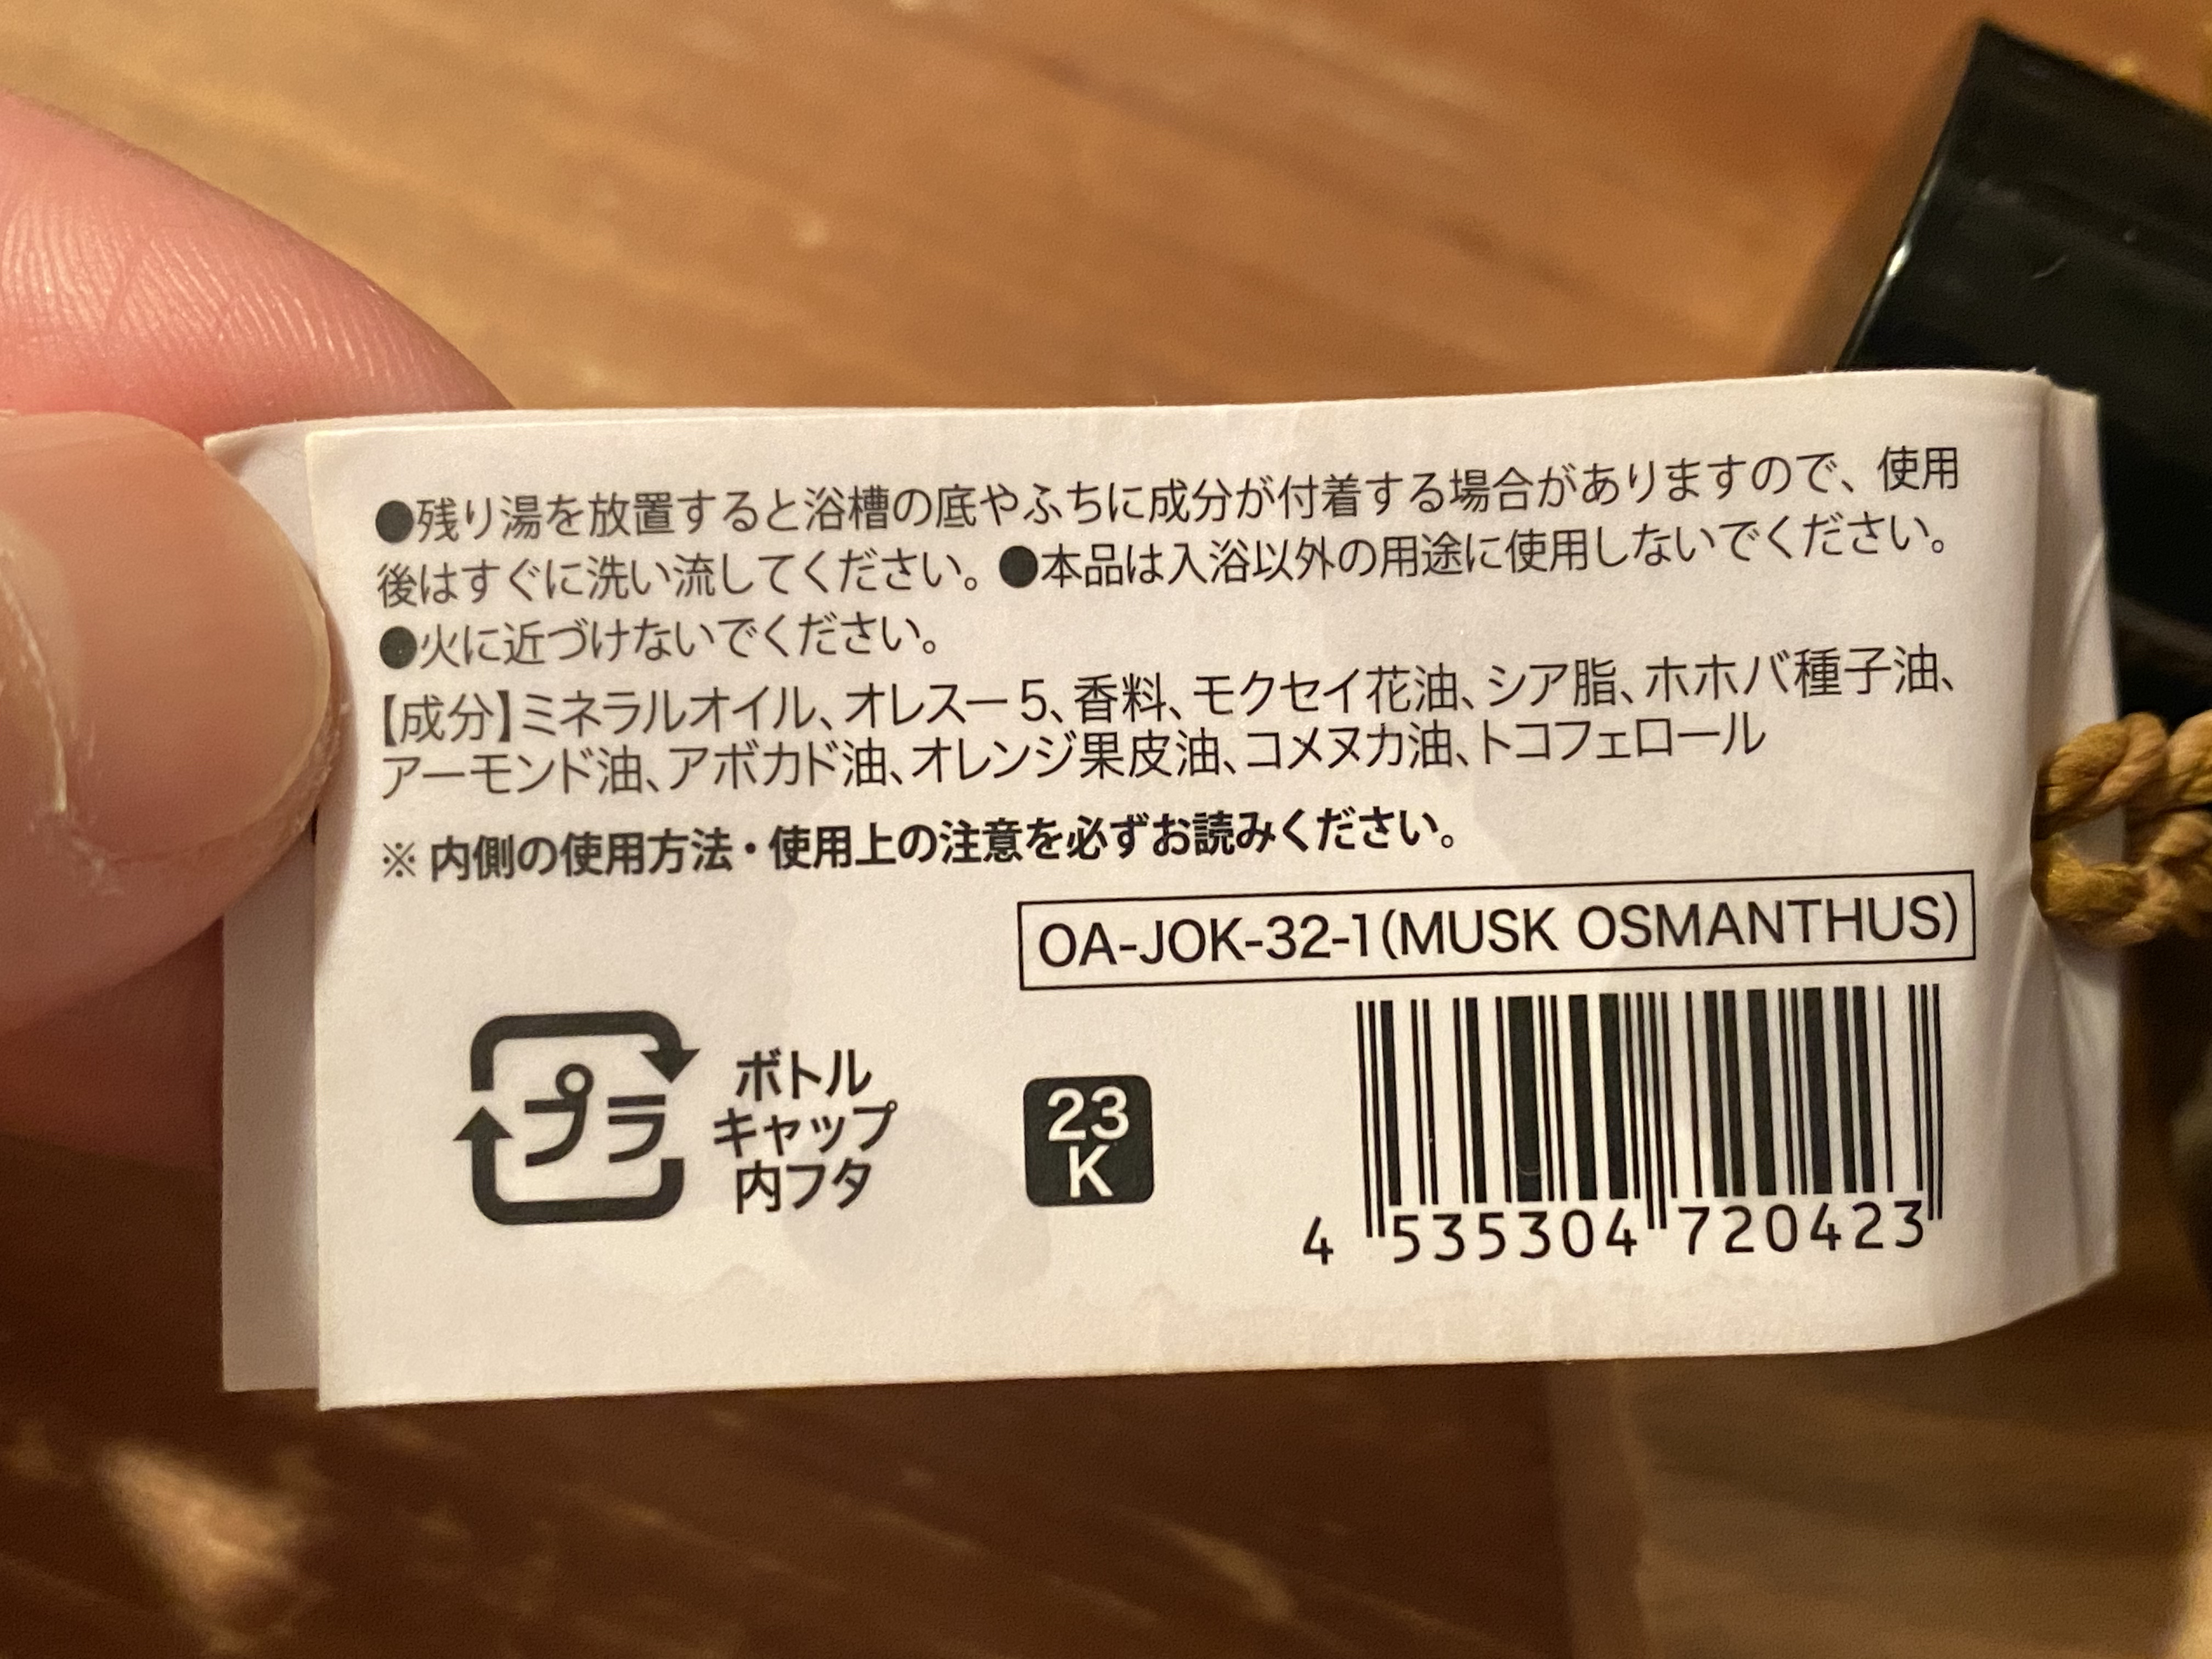 ●残り湯を放置すると浴槽の底やふちに成分が付着する場合がありますので、使用
後はすぐに洗い流してください。●本品は入浴以外の用途に使用しないでください。
●火に近づけないでください。
【成分】ミネラルオイル、オレスー5、香料、モクセイ花油、シア脂、ホホバ種子油、
アーモンド油、アボカド油、オレンジ果皮油、コメヌカ油、トコフェロール
※ 内側の使用方法・使用上の注意を必ずお読みください。
OA-JOK-32-1(MUSK OSMANTHUS)
プラ
ボトル
キャップ
内フタ
23
K
4 535304 720423